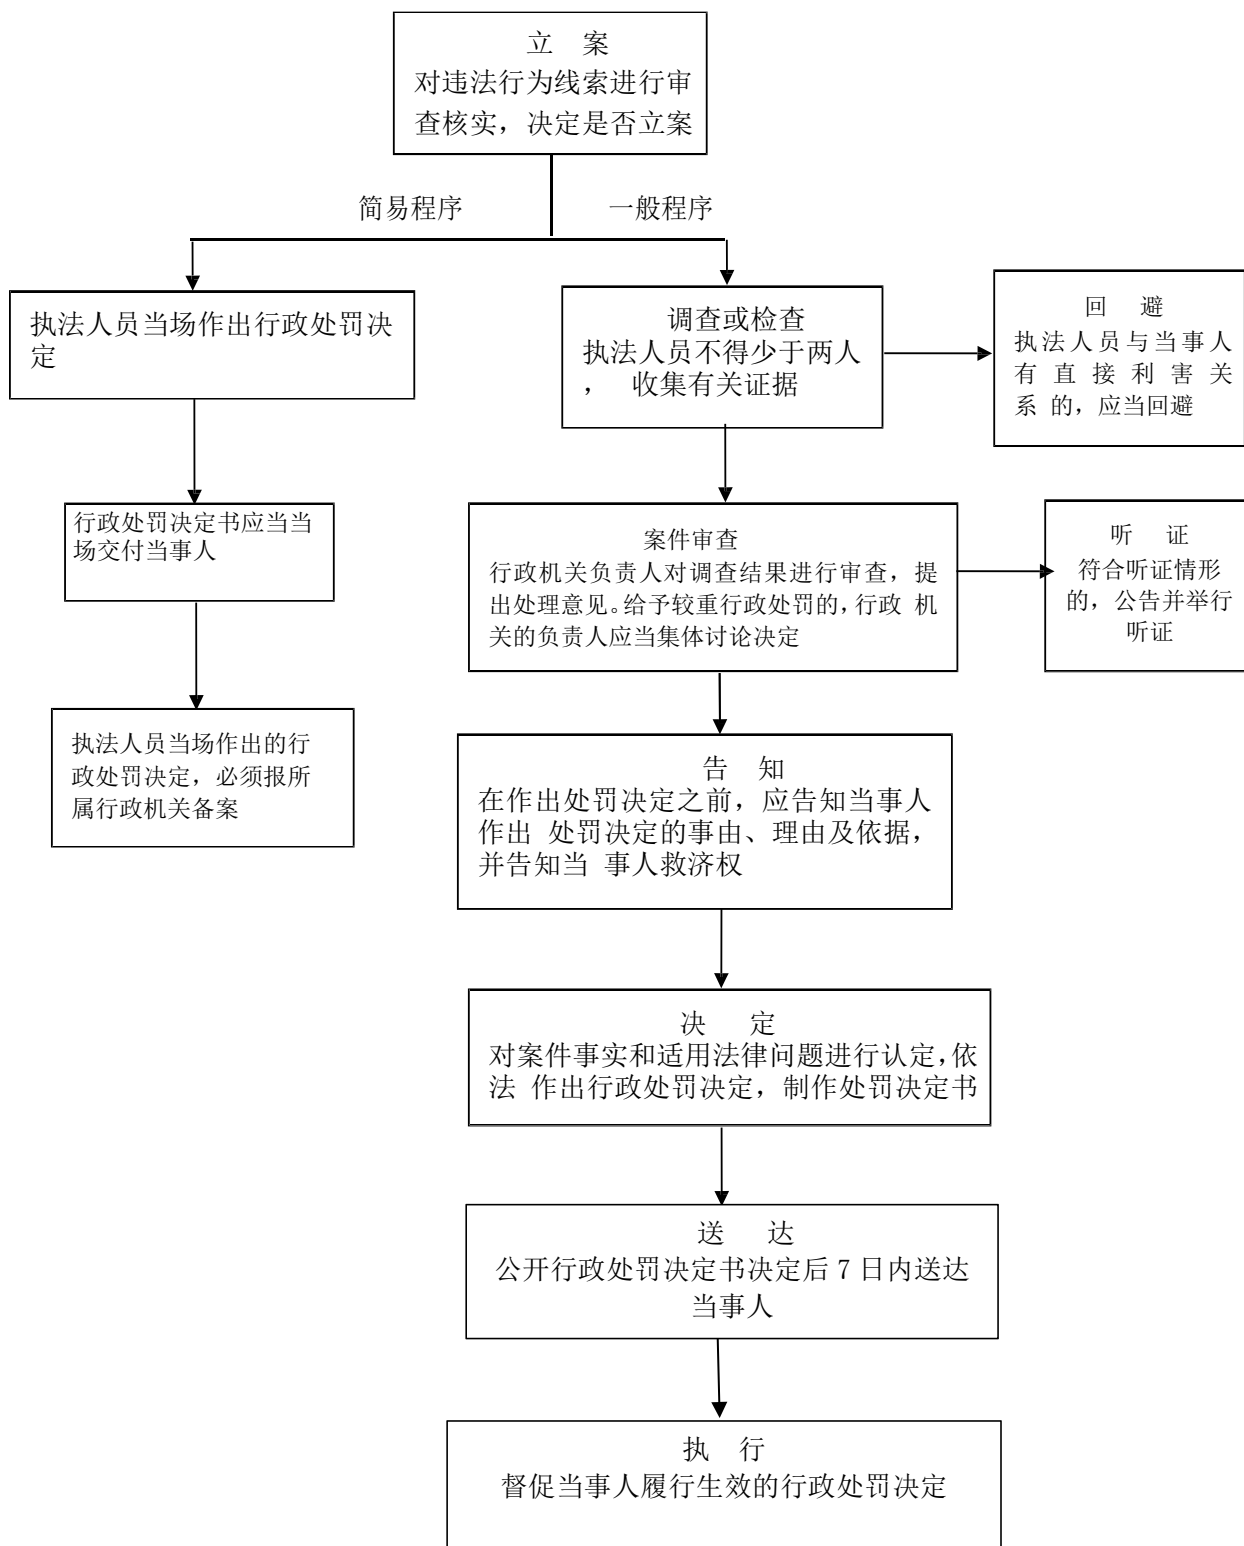 立 案
对违法行为线索进行审
查核实，决定是否立案
简易程序
一般程序
执法人员当场作出行政处罚决
定
行政处罚决定书应当当
场交付当事人
执法人员当场作出的行
政处罚决定，必须报所
属行政机关备案
调查或检查
执法人员不得少于两人
， 收集有关证据
回 避
执法人员与当事人
有 直 接 利 害 关
系 的，应当回避
案件审查
行政机关负责人对调查结果进行审查，提
出处理意见。给予较重行政处罚的，行政 机
关的负责人应当集体讨论决定
听 证
符合听证情形
的，公告并举行
听证
告 知
在作出处罚决定之前，应告知当事人
作出 处罚决定的事由、理由及依据，
并告知当 事人救济权
决 定
对案件事实和适用法律问题进行认定，依
法 作出行政处罚决定，制作处罚决定书
送 达
公开行政处罚决定书决定后 7 日内送达
当事人
执 行
督促当事人履行生效的行政处罚决定